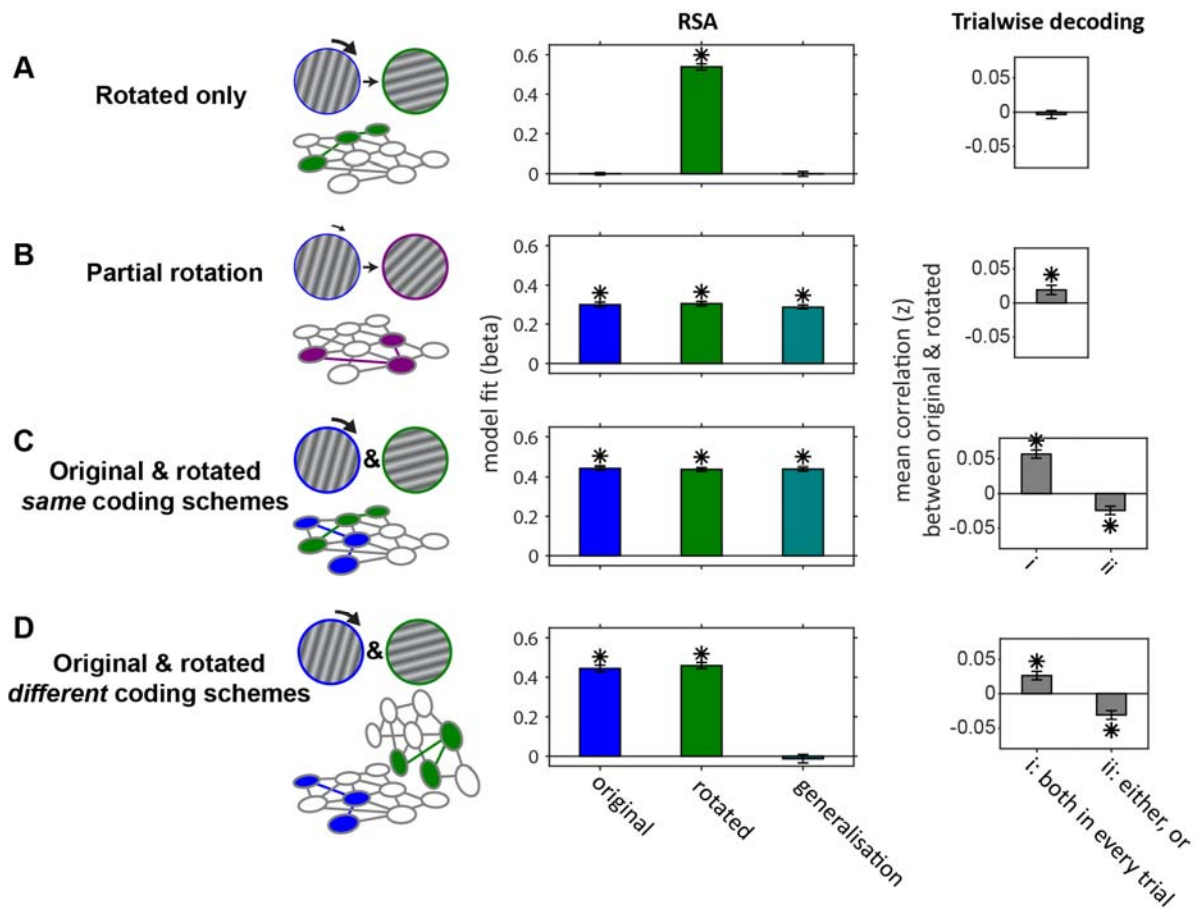 RSA
Trialwise decoding
A
Rotated only
0.6
0.4
0.2
0
*
0.05
0
-0.05
B
Partial rotation
0.6
0.4
0.2
0
*
*
*
0.05
0
-0.05
*
model fit (beta)
mean correlation (z)
between original & rotated
C
Original & rotated
same coding schemes
&
0.6
0.4
0.2
0
*
*
*
0.05
0
-0.05
*
*
i
ii
D
Original & rotated
different coding schemes
&
0.6
0.4
0.2
0
*
*
original
rotated
generalisation
0.05
0
-0.05
*
*
i: both in every trial
ii: either, or